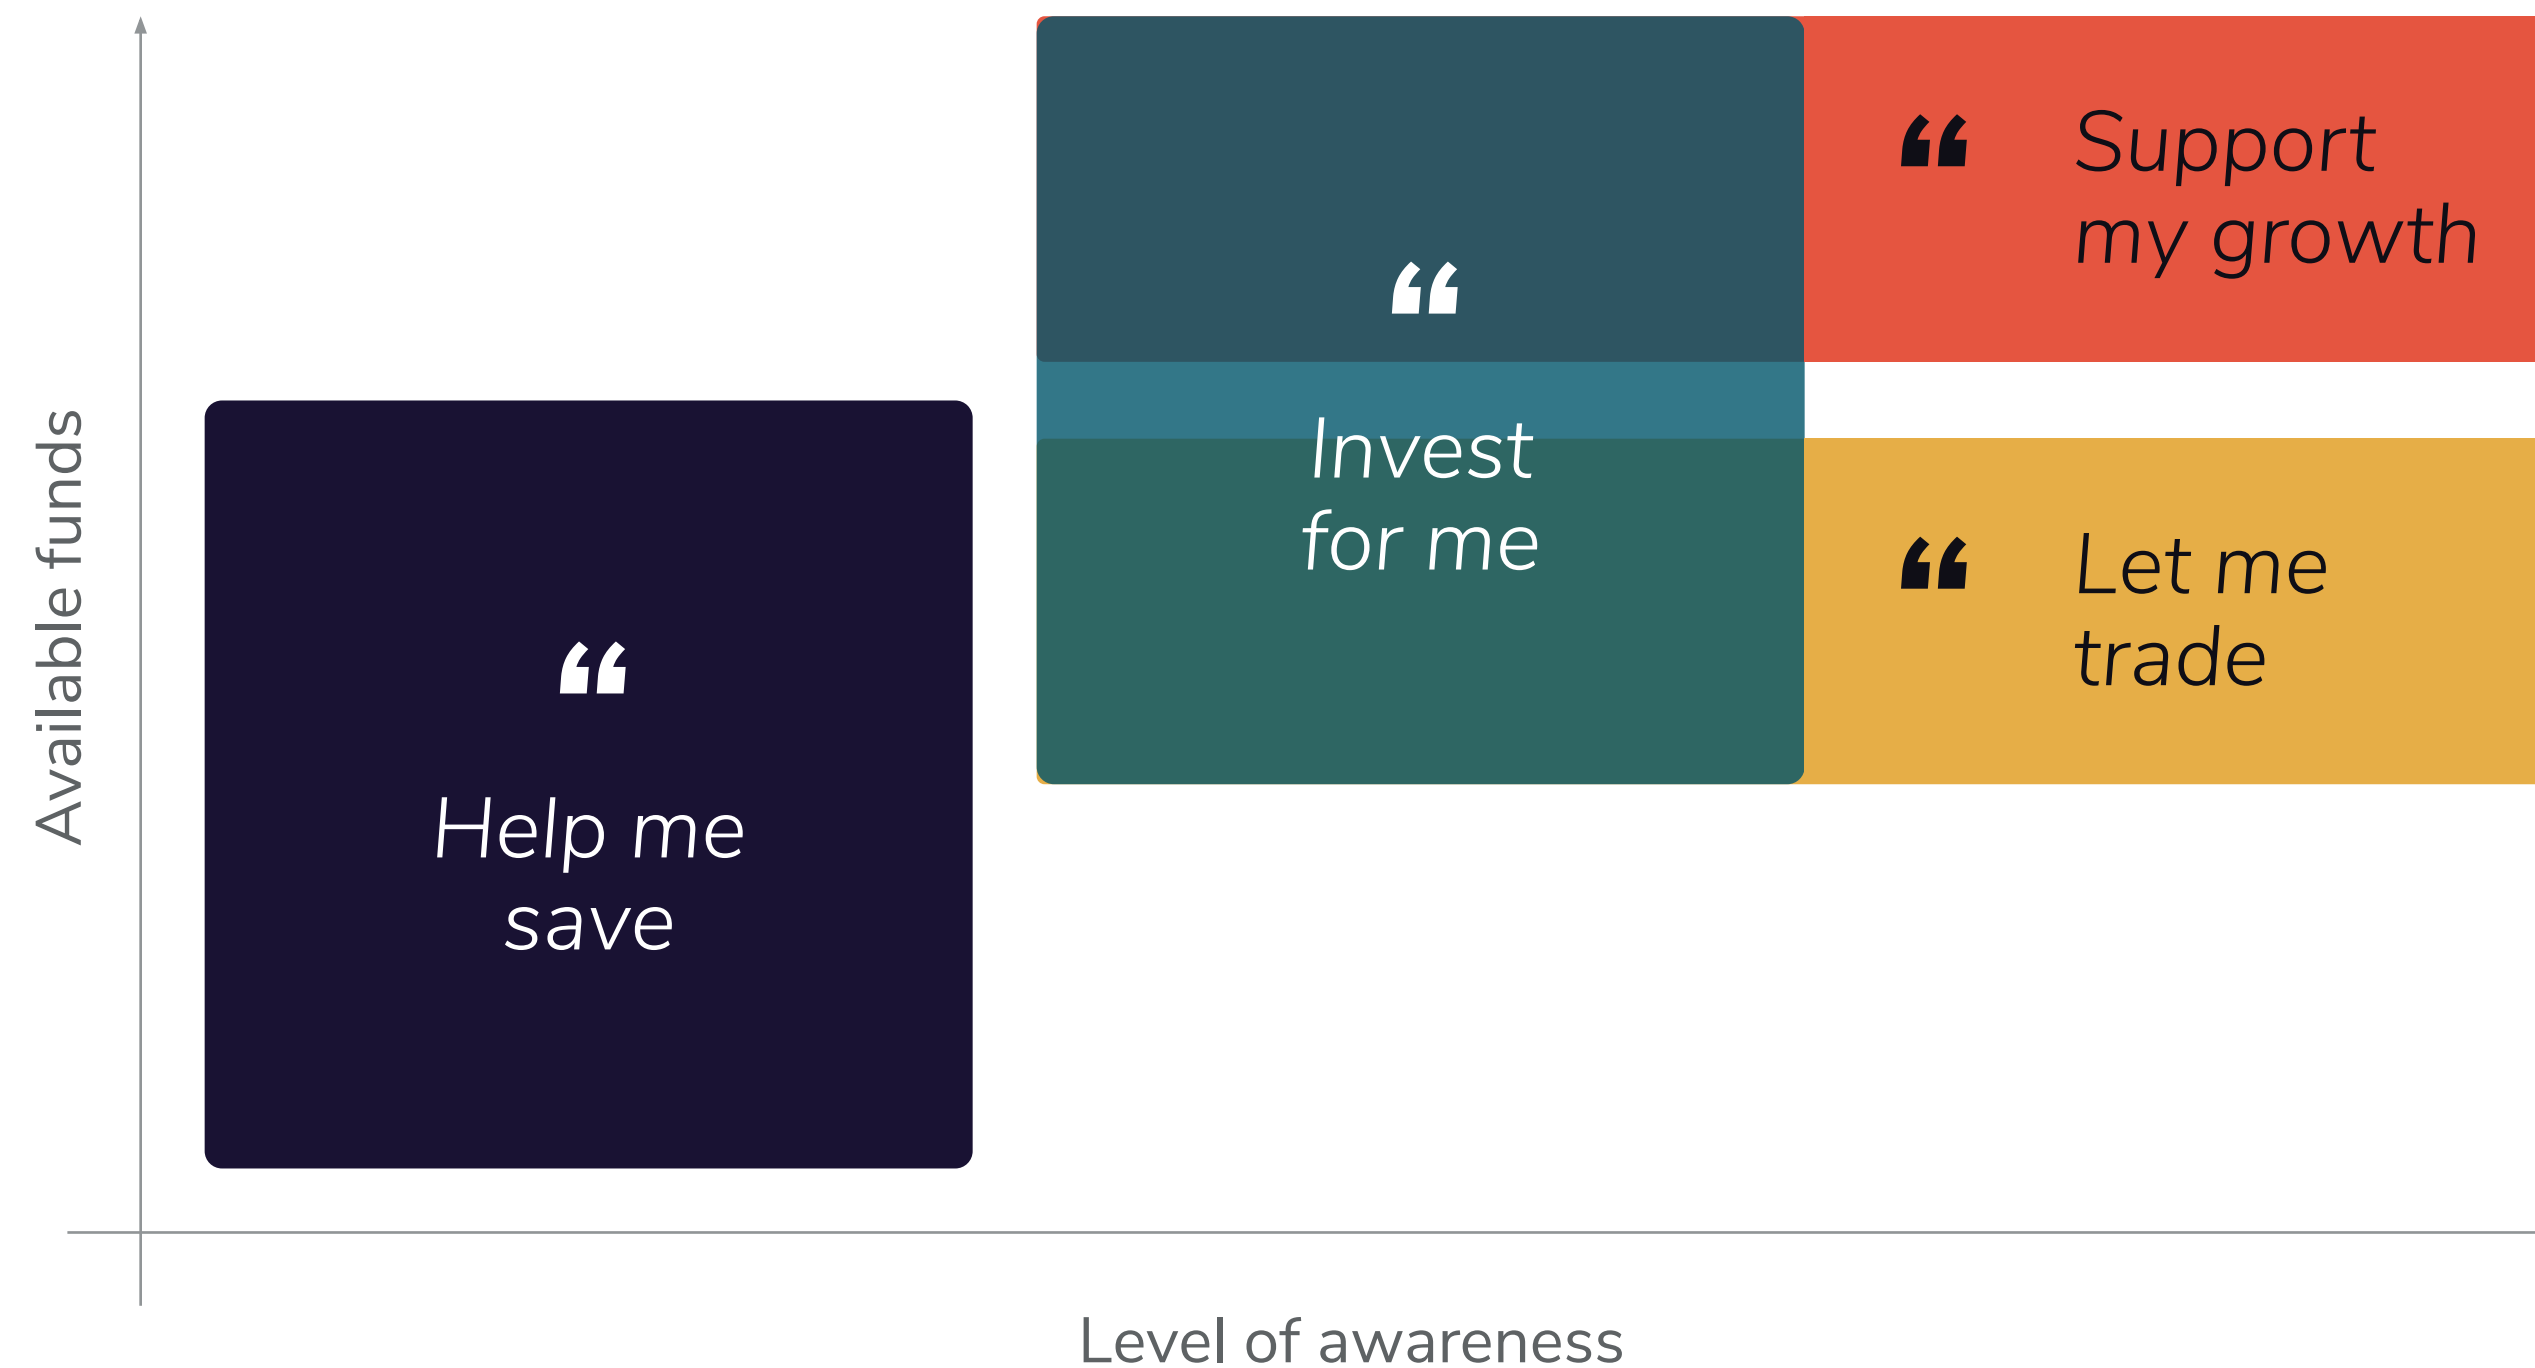 Available funds
“
Help me
save
“
Invest
for me
“
Support
my growth
“
Let me
trade
Level of awareness